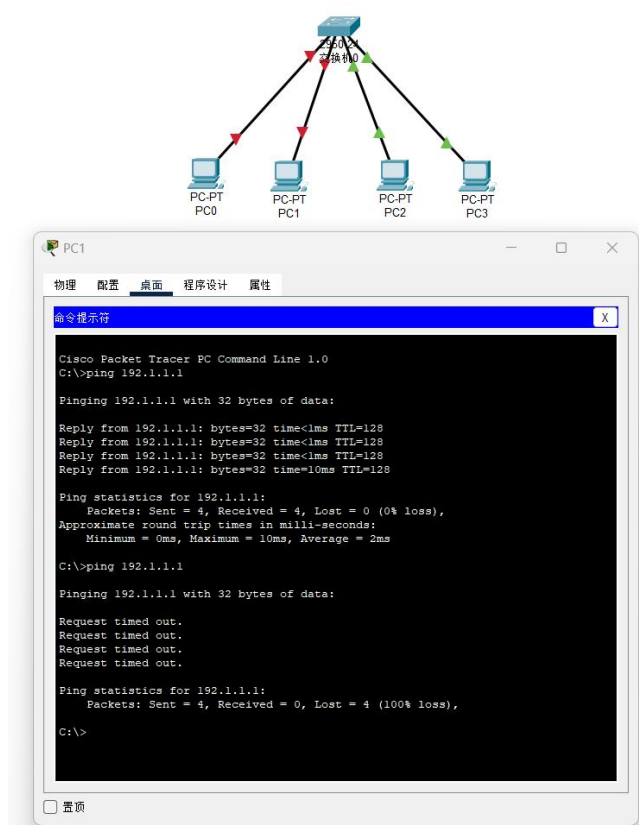 2950-24
交换机0
PC-PT
PC0
PC-PT
PC1
PC-PT
PC2
PC-PT
PC3
PC1
物理 配置 桌面 程序设计 属性
命令提示符
X
Cisco Packet Tracer PC Command Line 1.0
C:\>ping 192.1.1.1
Pinging 192.1.1.1 with 32 bytes of data:
Reply from 192.1.1.1: bytes=32 time<1ms TTL=128
Reply from 192.1.1.1: bytes=32 time<1ms TTL=128
Reply from 192.1.1.1: bytes=32 time<1ms TTL=128
Reply from 192.1.1.1: bytes=32 time=10ms TTL=128
Ping statistics for 192.1.1.1:
Packets: Sent = 4, Received = 4, Lost = 0 (0% loss),
Approximate round trip times in milli-seconds:
Minimum = 0ms, Maximum = 10ms, Average = 2ms
C:\>ping 192.1.1.1
Pinging 192.1.1.1 with 32 bytes of data:
Request timed out.
Request timed out.
Request timed out.
Request timed out.
Ping statistics for 192.1.1.1:
Packets: Sent = 4, Received = 0, Lost = 4 (100% loss),
C:\>
置顶